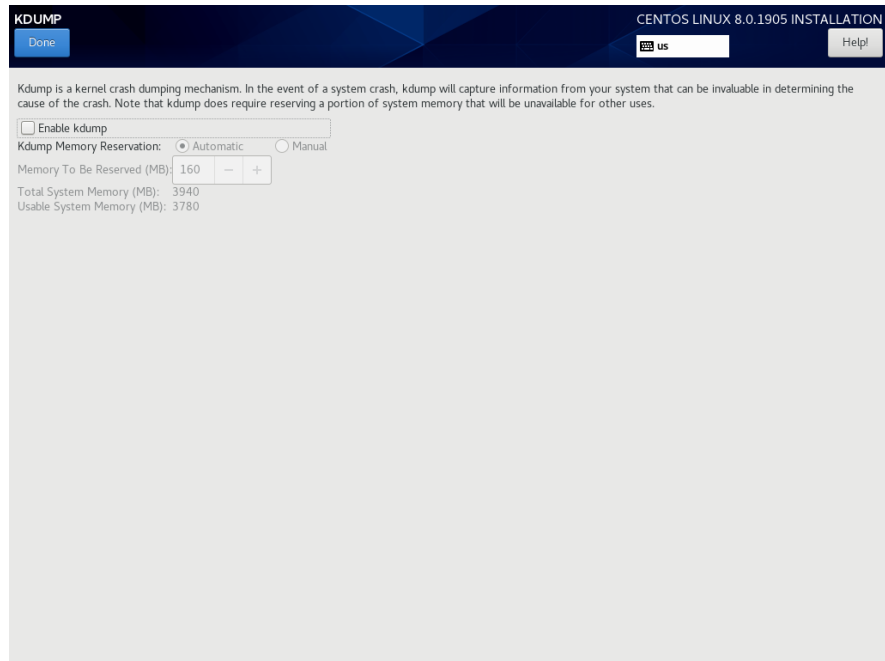 KDUMP
CENTOS LINUX 8.0.1905 INSTALLATION
Done
us
Help!
Kdump is a kernel crash dumping mechanism. In the event of a system crash, kdump will capture information from your system that can be invaluable in determining the
cause of the crash. Note that kdump does require reserving a portion of system memory that will be unavailable for other uses.
Enable kdump
Kdump Memory Reservation: Automatic Manual
Memory To Be Reserved (MB): 160 − +
Total System Memory (MB): 3940
Usable System Memory (MB): 3780